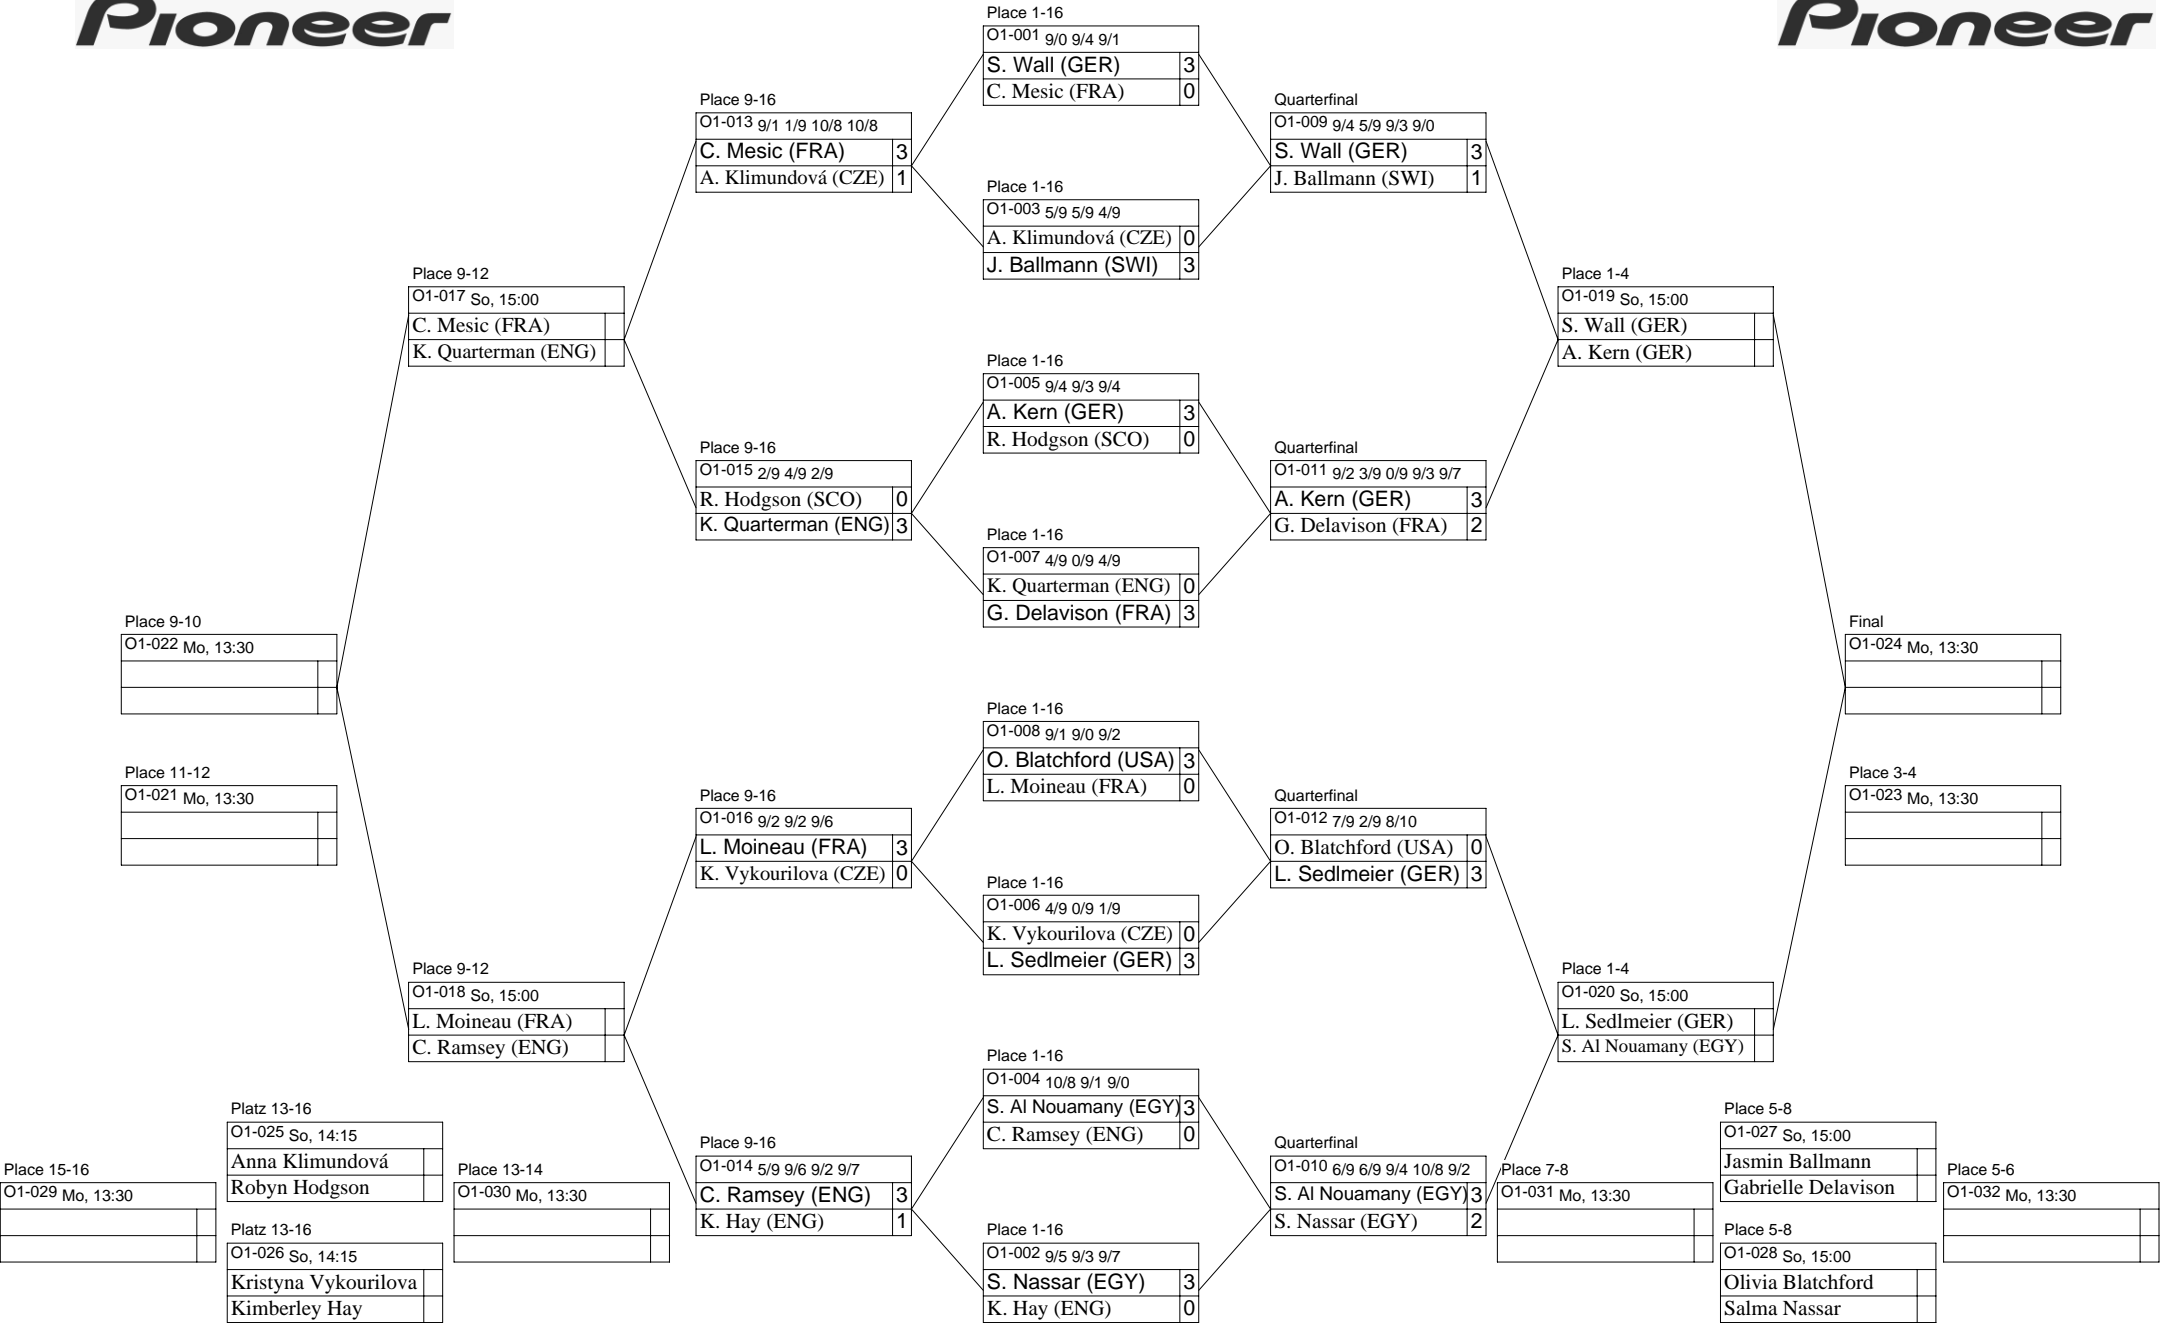 Pioneer
Pioneer
Place 1-16
O1-001 9/0 9/4 9/1
S. Wall (GER) 3
C. Mesic (FRA) 0
Place 9-16
O1-013 9/1 1/9 10/8 10/8
C. Mesic (FRA) 3
A. Klimundová (CZE) 1
Quarterfinal
O1-009 9/4 5/9 9/3 9/0
S. Wall (GER) 3
J. Ballmann (SWI) 1
Place 1-16
O1-003 5/9 5/9 4/9
A. Klimundová (CZE) 0
J. Ballmann (SWI) 3
Place 9-12
O1-017 So, 15:00
C. Mesic (FRA)
K. Quarterman (ENG)
Place 1-4
O1-019 So, 15:00
S. Wall (GER)
A. Kern (GER)
Place 1-16
O1-005 9/4 9/3 9/4
A. Kern (GER) 3
R. Hodgson (SCO) 0
Place 9-16
O1-015 2/9 4/9 2/9
R. Hodgson (SCO) 0
K. Quarterman (ENG) 3
Quarterfinal
O1-011 9/2 3/9 0/9 9/3 9/7
A. Kern (GER) 3
G. Delavison (FRA) 2
Place 1-16
O1-007 4/9 0/9 4/9
K. Quarterman (ENG) 0
G. Delavison (FRA) 3
Place 9-10
O1-022 Mo, 13:30
Final
O1-024 Mo, 13:30
Place 1-16
O1-008 9/1 9/0 9/2
O. Blatchford (USA) 3
L. Moineau (FRA) 0
Place 11-12
O1-021 Mo, 13:30
Place 3-4
O1-023 Mo, 13:30
Place 9-16
O1-016 9/2 9/2 9/6
L. Moineau (FRA) 3
K. Vykourilova (CZE) 0
Quarterfinal
O1-012 7/9 2/9 8/10
O. Blatchford (USA) 0
L. Sedlmeier (GER) 3
Place 1-16
O1-006 4/9 0/9 1/9
K. Vykourilova (CZE) 0
L. Sedlmeier (GER) 3
Place 9-12
O1-018 So, 15:00
L. Moineau (FRA)
C. Ramsey (ENG)
Place 1-4
O1-020 So, 15:00
L. Sedlmeier (GER)
S. Al Nouamany (EGY)
Place 1-16
O1-004 10/8 9/1 9/0
S. Al Nouamany (EGY) 3
C. Ramsey (ENG) 0
Place 9-16
O1-014 5/9 9/6 9/2 9/7
C. Ramsey (ENG) 3
K. Hay (ENG) 1
Quarterfinal
O1-010 6/9 6/9 9/4 10/8 9/2
S. Al Nouamany (EGY) 3
S. Nassar (EGY) 2
Place 1-16
O1-002 9/5 9/3 9/7
S. Nassar (EGY) 3
K. Hay (ENG) 0
Place 15-16
O1-029 Mo, 13:30
Platz 13-16
O1-025 So, 14:15
Anna Klimundová
Robyn Hodgson
Platz 13-16
O1-026 So, 14:15
Kristyna Vykourilova
Kimberley Hay
Place 13-14
O1-030 Mo, 13:30
Place 7-8
O1-031 Mo, 13:30
Place 5-8
O1-027 So, 15:00
Jasmin Ballmann
Gabrielle Delavison
Place 5-8
O1-028 So, 15:00
Olivia Blatchford
Salma Nassar
Place 5-6
O1-032 Mo, 13:30